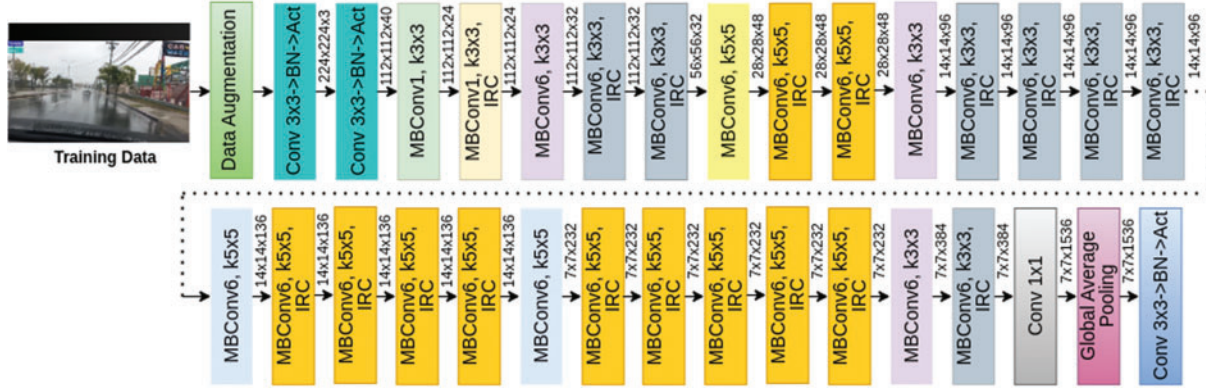 Training Data
Data Augmentation
Conv 3x3->BN->Act
224x224x3
Conv 3x3->BN->Act
112x112x40
MBConv1, k3x3
112x112x24
MBConv1, k3x3,
IRC
112x112x24
MBConv6, k3x3
112x112x32
MBConv6, k3x3,
IRC
112x112x32
MBConv6, k3x3,
IRC
56x56x32
MBConv6, k5x5
28x28x48
MBConv6, k5x5,
IRC
28x28x48
MBConv6, k5x5,
IRC
28x28x48
MBConv6, k3x3
14x14x96
MBConv6, k3x3,
IRC
14x14x96
MBConv6, k3x3,
IRC
14x14x96
MBConv6, k3x3,
IRC
14x14x96
MBConv6, k3x3,
IRC
14x14x96
MBConv6, k5x5
14x14x136
MBConv6, k5x5,
IRC
14x14x136
MBConv6, k5x5,
IRC
14x14x136
MBConv6, k5x5,
IRC
14x14x136
MBConv6, k5x5,
IRC
14x14x136
MBConv6, k5x5
7x7x232
MBConv6, k5x5,
IRC
7x7x232
MBConv6, k5x5,
IRC
7x7x232
MBConv6, k5x5,
IRC
7x7x232
MBConv6, k5x5,
IRC
7x7x232
MBConv6, k5x5,
IRC
7x7x232
MBConv6, k3x3
7x7x384
MBConv6, k3x3,
IRC
7x7x384
Conv 1x1
7x7x1536
Global Average
Pooling
7x7x1536
Conv 3x3->BN->Act